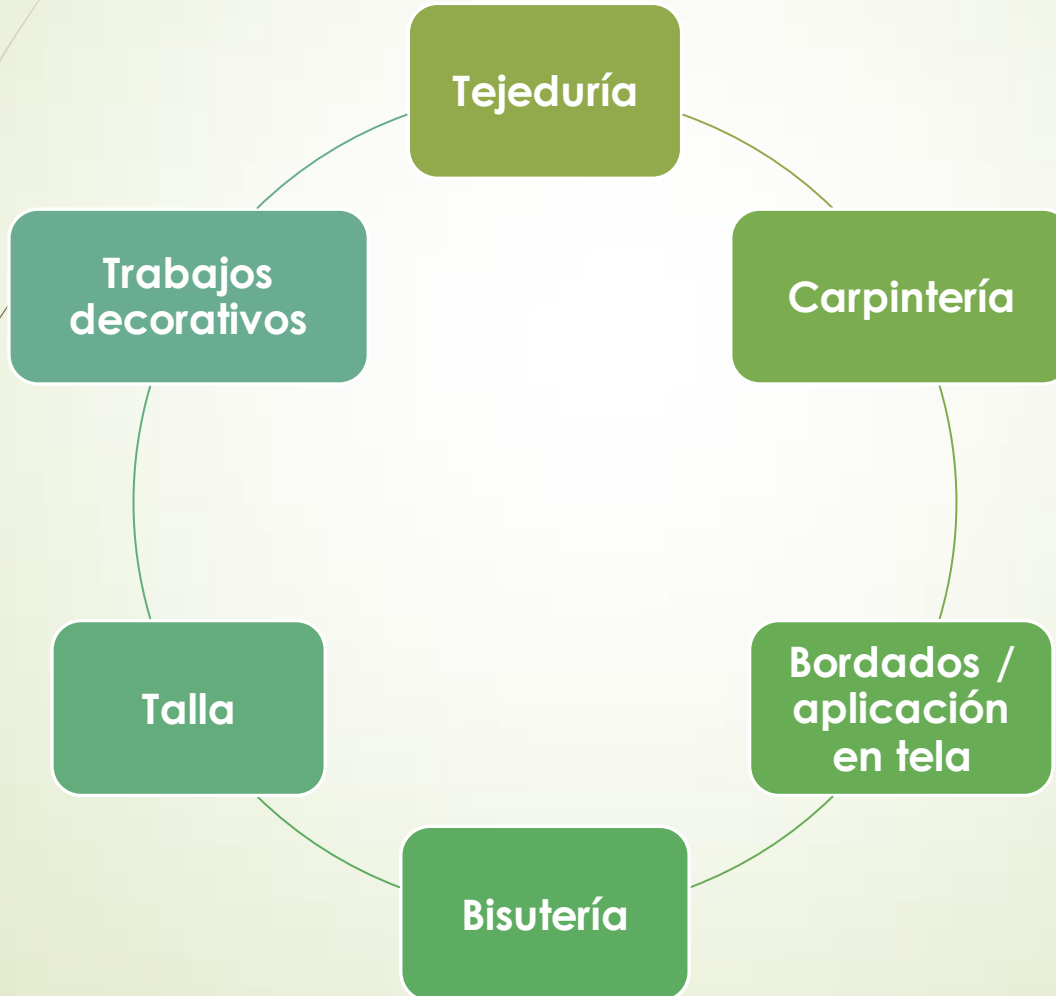 Tejeduría
Trabajos
decorativos
Carpintería
Talla
Bordados /
aplicación
en tela
Bisutería